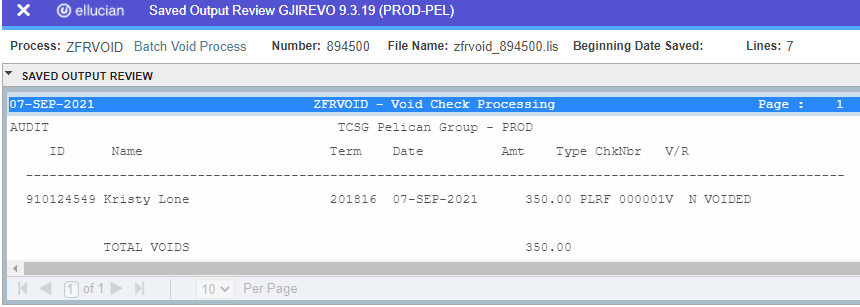 ellucian Saved Output Review GJIREVO 9.3.19 (PROD-PEL)
Process: ZFRVOID Batch Void Process Number: 894500 File Name: zfrvoid_894500.lis Beginning Date Saved: Lines: 7
SAVED OUTPUT REVIEW
07-SEP-2021 ZFRVOID - Void Check Processing Page : 1
AUDIT TCSG Pelican Group - PROD
ID Name Term Date Amt Type ChkNbr V/R
--------------------------------------------------------------------------------------------------------
910124549 Kristy Lone 201816 07-SEP-2021 350.00 PLRF 000001V N VOIDED
TOTAL VOIDS 350.00
1 of 1 10 Per Page